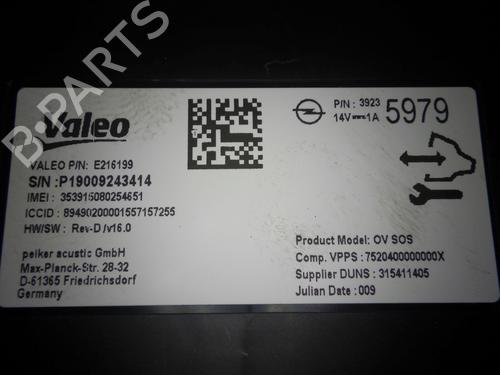 B-PARTS
Valeo
VALEO P/N: E216199
S/N :P19009243414
IMEI : 353915080254651
ICCID : 89490200001557157255
HW/SW : Rev-D/v16.0
peiker acustic GmbH
Max-Planck-Str. 28-32
D-61365 Friedrichsdorf
Germany
P/N : 3923 5979
14V⎓1A
Product Model: OV SOS
Comp. VPPS : 7520400000000X
Supplier DUNS : 315411405
Julian Date : 009